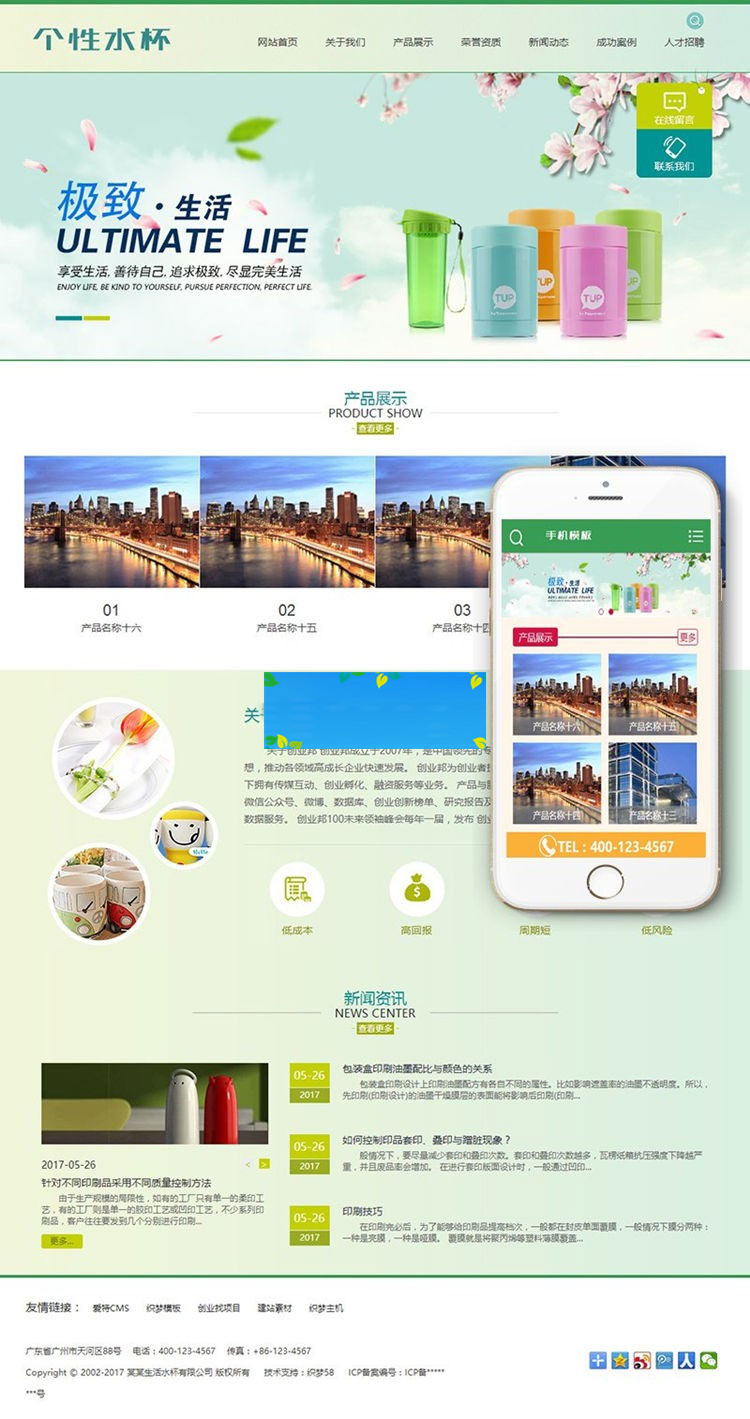 个性水杯
网站首页 关于我们 产品展示 荣誉资质 新闻动态 成功案例 人才招聘
在线留言
联系我们
极致·生活
ULTIMATE LIFE
享受生活, 善待自己, 追求极致, 尽显完美生活
ENJOY LIFE, BE KIND TO YOURSELF, PURSUE PERFECTION, PERFECT LIFE.
TUP
TUP
产品展示
PRODUCT SHOW
查看更多
01 02 03
产品名称十六 产品名称十五 产品名称十四
手机模板
极致·生活
ULTIMATE LIFE
产品展示 更多
产品名称十六 产品名称十五
产品名称十四 产品名称十三
TEL : 400-123-4567
关于创业邦 创业邦成立于2007年，是中国领先的
想，推动各领域高成长企业快速发展。 创业邦为创业者
下拥有传媒互动、创业孵化、融资服务等业务。 产品与
微信公众号、微博、数据库、创业创新榜单、研究报告及
数据服务。 创业邦100未来领袖峰会每年一届，发布 创业
低成本 高回报 周期短 低风险
新闻资讯
NEWS CENTER
查看更多
2017-05-26 < >
针对不同印刷品采用不同质量控制方法
由于生产规模的局限性，如有的工厂只有单一的柔印工
艺，有的工厂则是单一的胶印工艺或凹印工艺，不少系列印
刷品，客户往往要发到几个分别进行印刷...
更多...
05-26
2017
包装盒印刷油墨配比与颜色的关系
包装盒印刷设计上印刷油墨配方有各自不同的属性。比如影响遮盖率的油墨不透明度。所以，
先印刷(印刷设计)的油墨干燥膜层的表面能将影响后印刷(印刷...
05-26
2017
如何控制印品套印、叠印与蹭脏现象？
一般情况下，要尽量减少套印和叠印次数。套印和叠印次数越多，瓦楞纸箱抗压强度下降越严
重，并且废品率会增加。 在进行套印版面设计时，一般通过凹印...
05-26
2017
印刷技巧
在印刷完必后，为了能够给印刷品提高档次，一般都在封皮单面覆膜，一般情况下膜分两种：
一种是亮膜，一种是哑膜。 覆膜就是将聚丙烯等塑料薄膜覆盖...
友情链接： 爱特CMS 织梦模板 创业找项目 建站素材 织梦主机
广东省广州市天河区88号 电话：400-123-4567 传真：+86-123-4567
Copyright © 2002-2017 某某生活水杯有限公司 版权所有 技术支持：织梦58 ICP备案编号：ICP备*****
***号